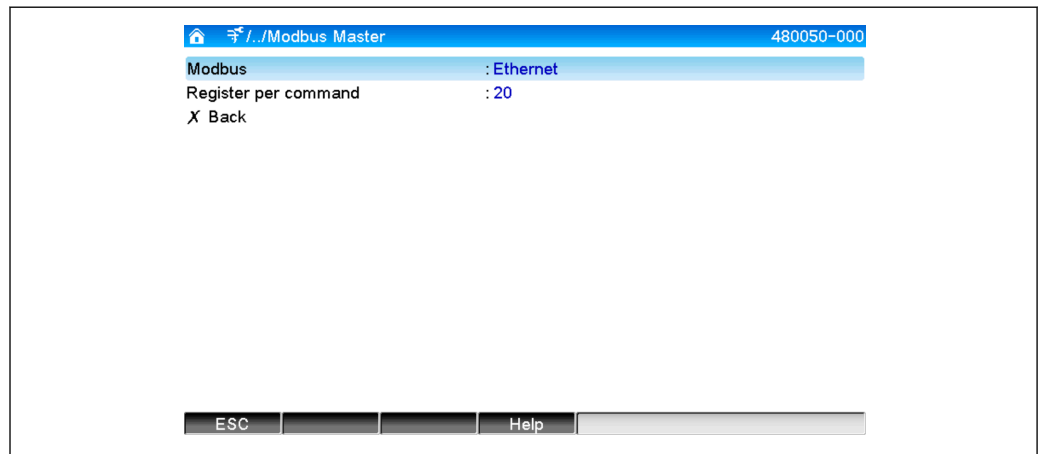 /../Modbus Master 480050-000
Modbus : Ethernet
Register per command : 20
X Back
ESC Help